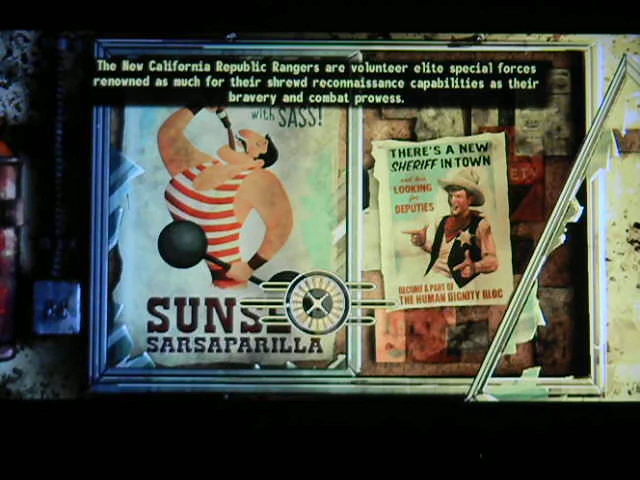 The New California Republic Rangers are volunteer elite special forces
renowned as much for their shrewd reconnaissance capabilities as their
bravery and combat prowess.
with SASS!
SUNS
SARSAPARILLA
THERE'S A NEW
SHERIFF IN TOWN
LOOKING
for
DEPUTIES
BECOME A PART OF
THE HUMAN DIGNITY BLOC